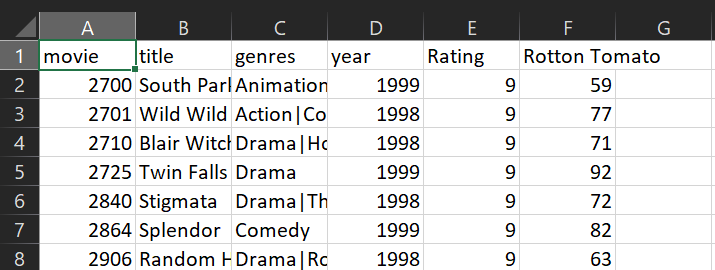 A B C D E F G
1 movie title genres year Rating Rotton Tomato
2 2700 South Parl Animation 1999 9 59
3 2701 Wild Wild Action|Co 1998 9 77
4 2710 Blair Witch Drama|Ho 1998 9 71
5 2725 Twin Falls Drama 1999 9 92
6 2840 Stigmata Drama|Th 1998 9 72
7 2864 Splendor Comedy 1999 9 82
8 2906 Random H Drama|Ro 1998 9 63